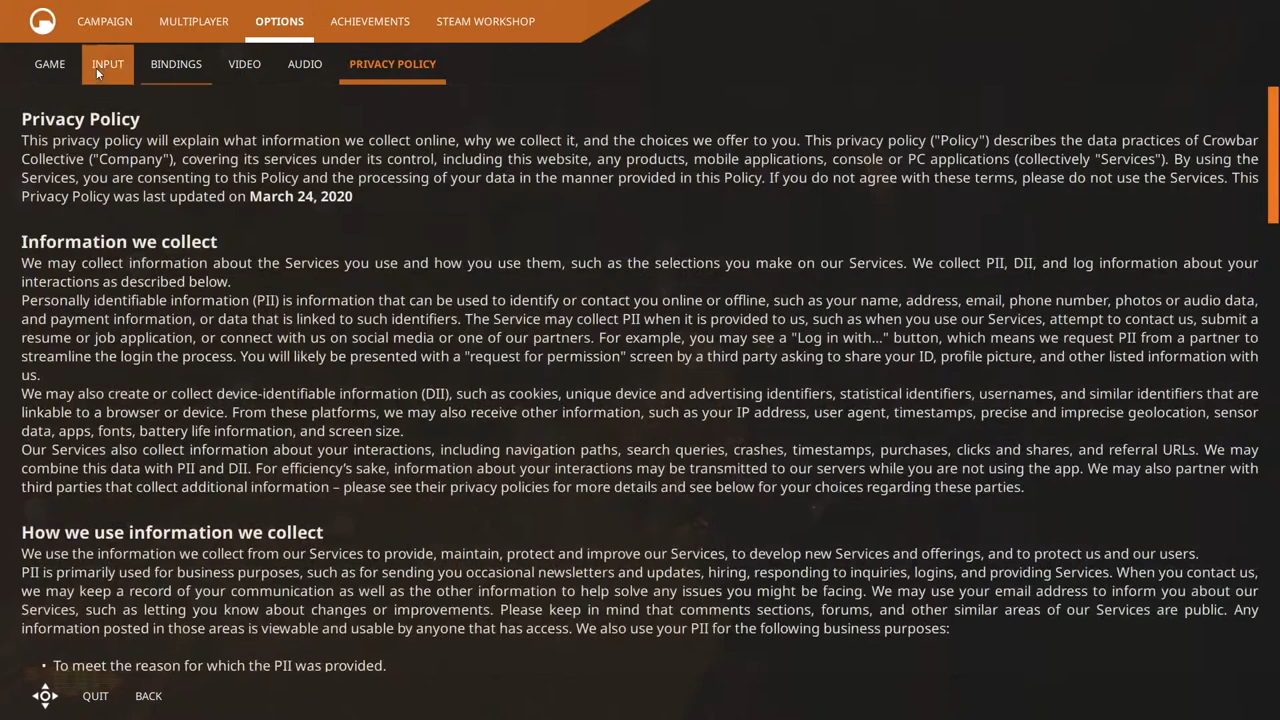 CAMPAIGN MULTIPLAYER OPTIONS ACHIEVEMENTS STEAM WORKSHOP
GAME INPUT BINDINGS VIDEO AUDIO PRIVACY POLICY
Privacy Policy
This privacy policy will explain what information we collect online, why we collect it, and the choices we offer to you. This privacy policy ("Policy") describes the data practices of Crowbar
Collective ("Company"), covering its services under its control, including this website, any products, mobile applications, console or PC applications (collectively "Services"). By using the
Services, you are consenting to this Policy and the processing of your data in the manner provided in this Policy. If you do not agree with these terms, please do not use the Services. This
Privacy Policy was last updated on March 24, 2020
Information we collect
We may collect information about the Services you use and how you use them, such as the selections you make on our Services. We collect PII, DII, and log information about your
interactions as described below.
Personally identifiable information (PII) is information that can be used to identify or contact you online or offline, such as your name, address, email, phone number, photos or audio data,
and payment information, or data that is linked to such identifiers. The Service may collect PII when it is provided to us, such as when you use our Services, attempt to contact us, submit a
resume or job application, or connect with us on social media or one of our partners. For example, you may see a "Log in with..." button, which means we request PII from a partner to
streamline the login the process. You will likely be presented with a "request for permission" screen by a third party asking to share your ID, profile picture, and other listed information with
us.
We may also create or collect device-identifiable information (DII), such as cookies, unique device and advertising identifiers, statistical identifiers, usernames, and similar identifiers that are
linkable to a browser or device. From these platforms, we may also receive other information, such as your IP address, user agent, timestamps, precise and imprecise geolocation, sensor
data, apps, fonts, battery life information, and screen size.
Our Services also collect information about your interactions, including navigation paths, search queries, crashes, timestamps, purchases, clicks and shares, and referral URLs. We may
combine this data with PII and DII. For efficiency's sake, information about your interactions may be transmitted to our servers while you are not using the app. We may also partner with
third parties that collect additional information – please see their privacy policies for more details and see below for your choices regarding these parties.
How we use information we collect
We use the information we collect from our Services to provide, maintain, protect and improve our Services, to develop new Services and offerings, and to protect us and our users.
PII is primarily used for business purposes, such as for sending you occasional newsletters and updates, hiring, responding to inquiries, logins, and providing Services. When you contact us,
we may keep a record of your communication as well as the other information to help solve any issues you might be facing. We may use your email address to inform you about our
Services, such as letting you know about changes or improvements. Please keep in mind that comments sections, forums, and other similar areas of our Services are public. Any
information posted in those areas is viewable and usable by anyone that has access. We also use your PII for the following business purposes:
• To meet the reason for which the PII was provided.
QUIT BACK